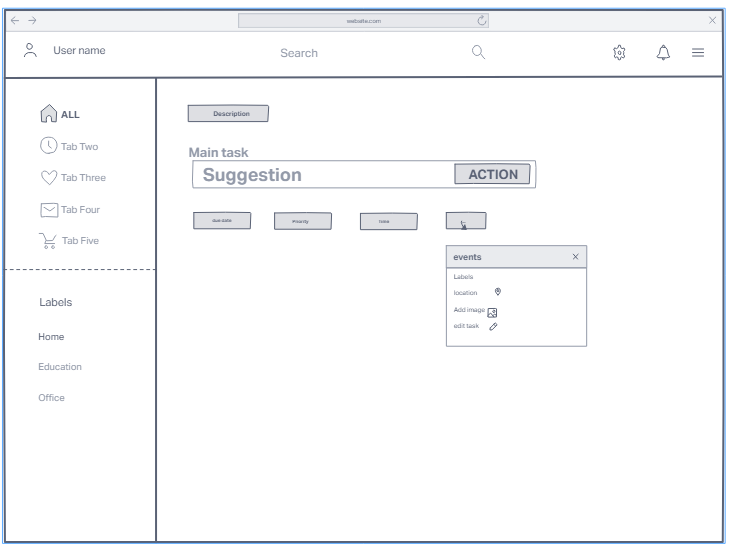 website.com
User name
Search
ALL
Tab Two
Tab Three
Tab Four
Tab Five
Labels
Home
Education
Office
Description
Main task
Suggestion
ACTION
due date
Priority
Time
events
Labels
location
Add image
edit task